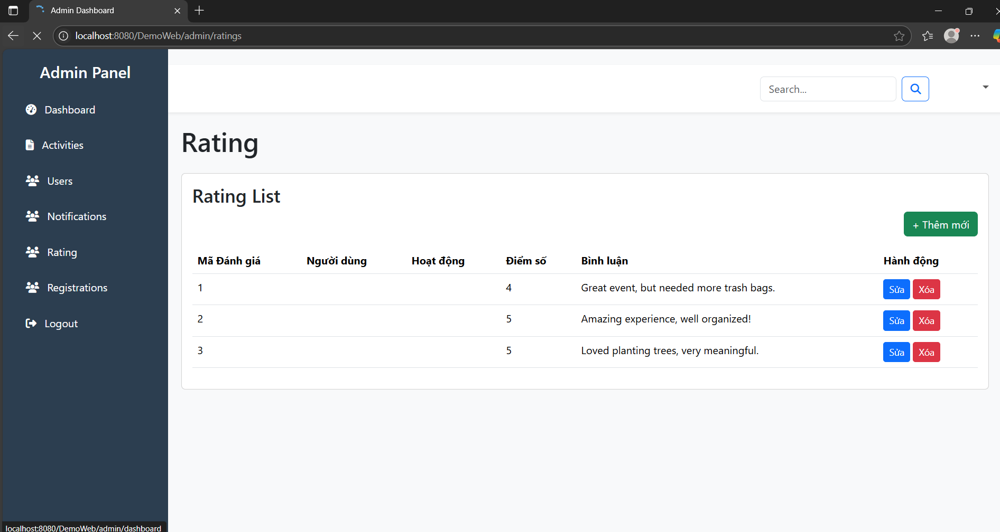 Admin Dashboard
localhost:8080/DemoWeb/admin/ratings
Admin Panel
Dashboard
Activities
Users
Notifications
Rating
Registrations
Logout
Search...
Rating
Rating List
+ Thêm mới
Mã Đánh giá Người dùng Hoạt động Điểm số Bình luận Hành động
1 4 Great event, but needed more trash bags. Sửa Xóa
2 5 Amazing experience, well organized! Sửa Xóa
3 5 Loved planting trees, very meaningful. Sửa Xóa
localhost:8080/DemoWeb/admin/dashboard